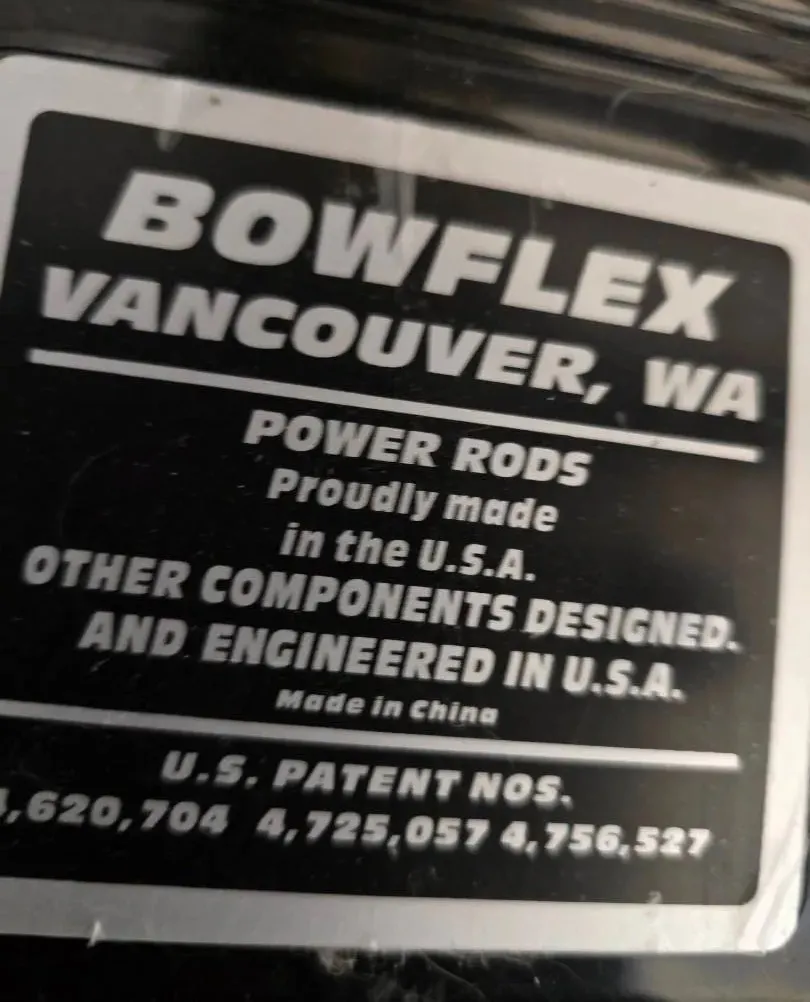 BOWFLEX
VANCOUVER, WA
POWER RODS
Proudly made
in the U.S.A.
OTHER COMPONENTS DESIGNED.
AND ENGINEERED IN U.S.A.
Made in China
U.S. PATENT NOS.
,620,704 4,725,057 4,756,527